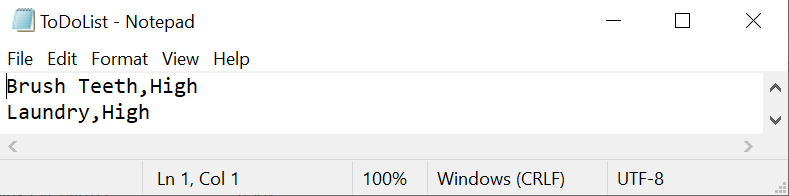 ToDoList - Notepad
File Edit Format View Help
Brush Teeth,High
Laundry,High
Ln 1, Col 1 100% Windows (CRLF) UTF-8